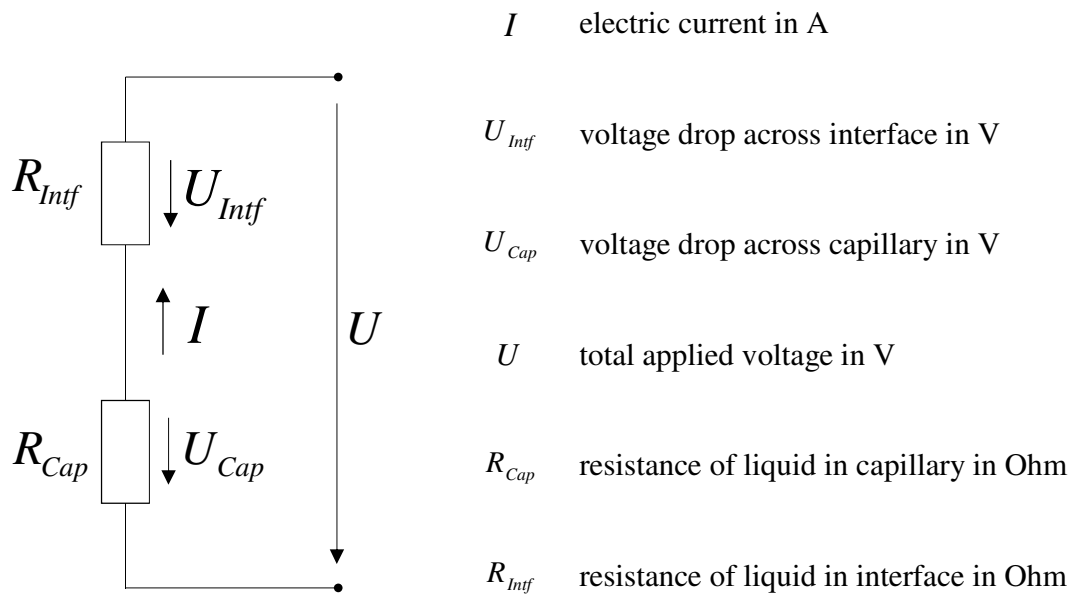 R_Intf
U_Intf
I
U
R_Cap
U_Cap
I electric current in A
U_Intf voltage drop across interface in V
U_Cap voltage drop across capillary in V
U total applied voltage in V
R_Cap resistance of liquid in capillary in Ohm
R_Intf resistance of liquid in interface in Ohm